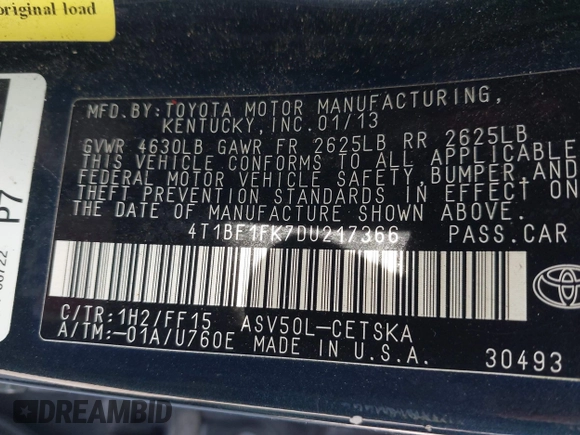 original load
P7
MFD.BY:TOYOTA MOTOR MANUFACTURING,
KENTUCKY,INC.01/13
GVWR 4630LB GAWR FR 2625LB RR 2625LB
THIS VEHICLE CONFORMS TO ALL APPLICABLE
FEDERAL MOTOR VEHICLE SAFETY,BUMPER,AND
THEFT PREVENTION STANDARDS IN EFFECT ON
THE DATE OF MANUFACTURE SHOWN ABOVE.
4T1BF1FK7DU217366 PASS.CAR
C/TR:1H2/FF15 ASV50L-CETSKA
A/TM:-01A/U760E MADE IN U.S.A. 30493
TOYOTA
DREAMBID